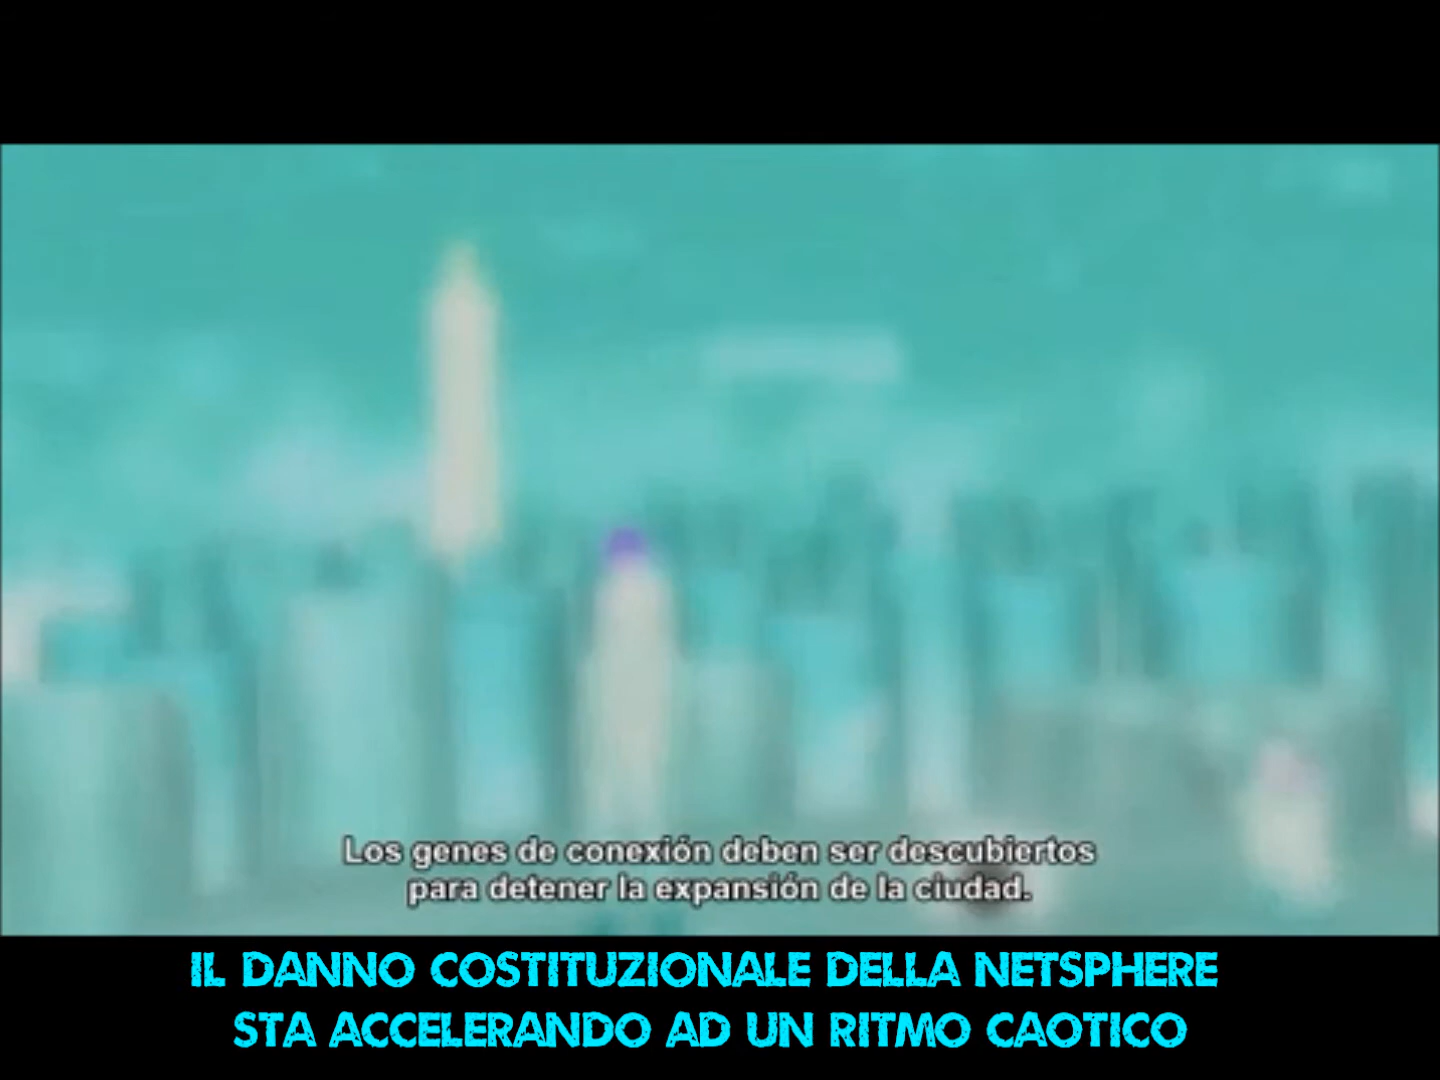 Los genes de conexión deben ser descubiertos
para detener la expansión de la ciudad.
IL DANNO COSTITUZIONALE DELLA NETSPHERE
STA ACCELERANDO AD UN RITMO CAOTICO